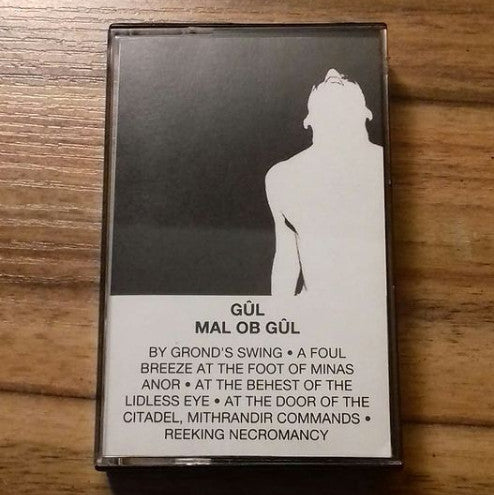 GÛL
MAL OB GÛL
BY GROND'S SWING • A FOUL
BREEZE AT THE FOOT OF MINAS
ANOR • AT THE BEHEST OF THE
LIDLESS EYE • AT THE DOOR OF THE
CITADEL, MITHRANDIR COMMANDS •
REEKING NECROMANCY